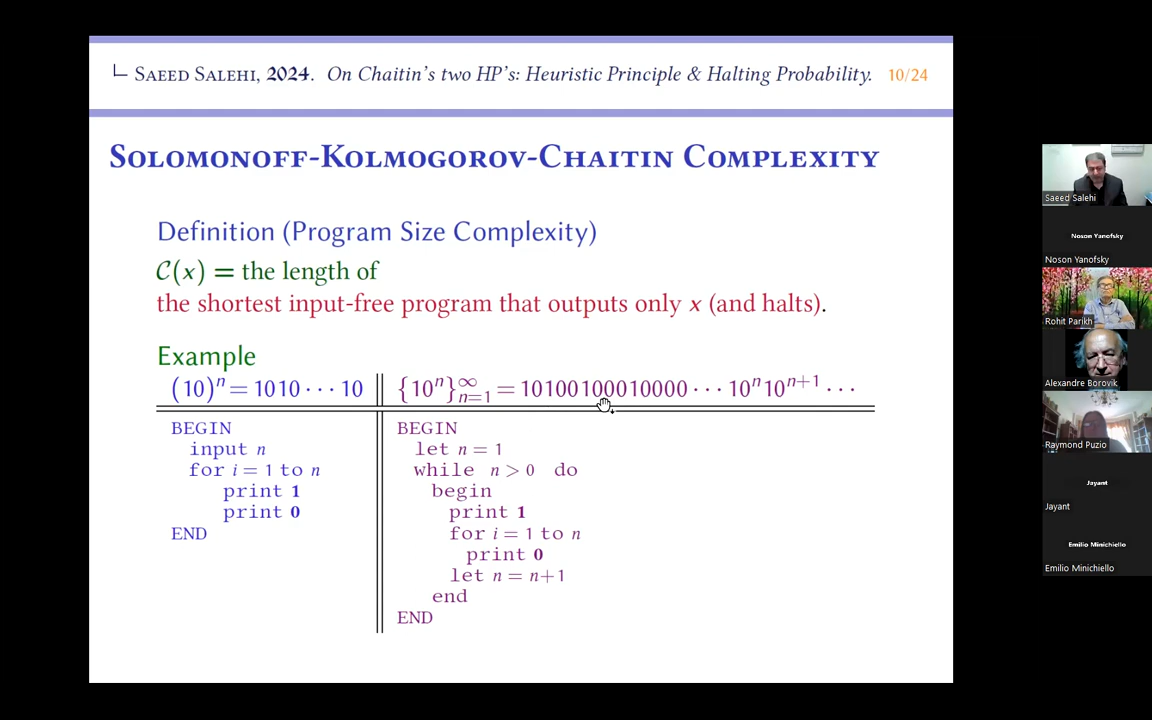 SAEED SALEHI, 2024. On Chaitin's two HP's: Heuristic Principle & Halting Probability. 10/24
SOLOMONOFF-KOLMOGOROV-CHAITIN COMPLEXITY
Definition (Program Size Complexity)
𝒞(x) = the length of
the shortest input-free program that outputs only x (and halts).
Example
(10)ⁿ = 1010 ··· 10
BEGIN
input n
for i = 1 to n
print 1
print 0
END
{10ⁿ}∞n=1 = 10100100010000 ··· 10ⁿ10ⁿ⁺¹ ···
BEGIN
let n = 1
while n > 0 do
begin
print 1
for i = 1 to n
print 0
let n = n+1
end
END
Saeed Salehi
Noson Yanofsky
Noson Yanofsky
Rohit Parikh
Alexandre Borovik
Raymond Puzio
Jayant
Jayant
Emilio Minichiello
Emilio Minichiello